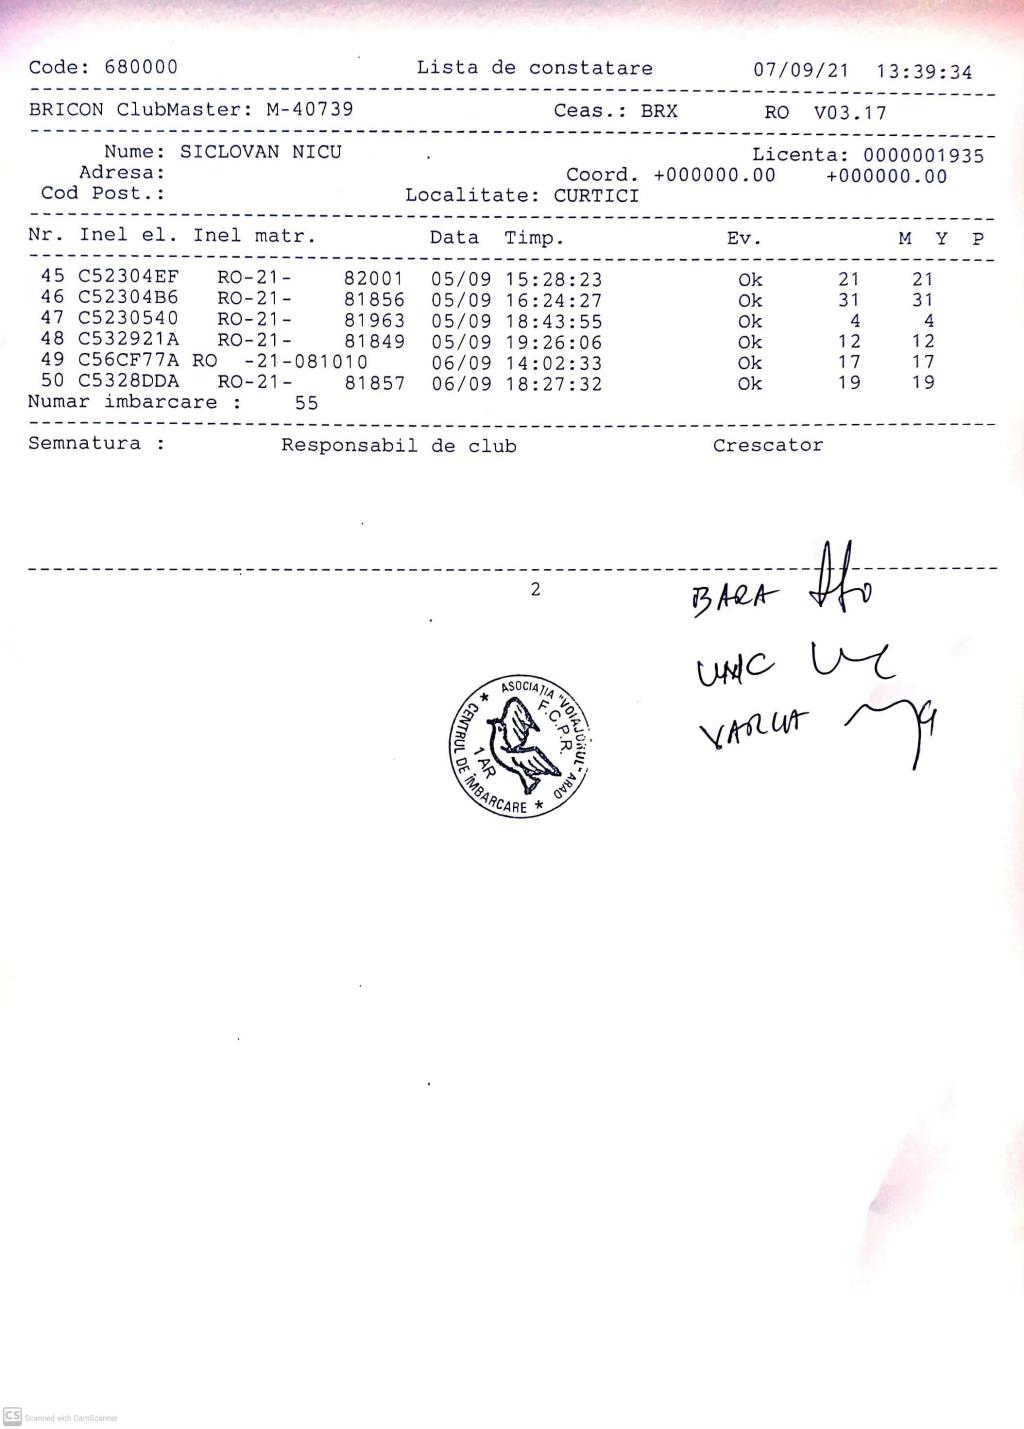 Code: 680000 Lista de constatare 07/09/21 13:39:34
BRICON ClubMaster: M-40739 Ceas.: BRX RO V03.17
Nume: SICLOVAN NICU Licenta: 0000001935
Adresa: Coord. +000000.00 +000000.00
Cod Post.: Localitate: CURTICI
Nr. Inel el. Inel matr. Data Timp. Ev. M Y P
45 C52304EF RO-21- 82001 05/09 15:28:23 Ok 21 21
46 C52304B6 RO-21- 81856 05/09 16:24:27 Ok 31 31
47 C5230540 RO-21- 81963 05/09 18:43:55 Ok 4 4
48 C532921A RO-21- 81849 05/09 19:26:06 Ok 12 12
49 C56CF77A RO -21-081010 06/09 14:02:33 Ok 17 17
50 C5328DDA RO-21- 81857 06/09 18:27:32 Ok 19 19
Numar imbarcare : 55
Semnatura : Responsabil de club Crescator
2
BARA
VARGA
ASOCIAȚIA "VOIAJORUL" ARAD
F.C.P.R.
1 AR
* CENTRUL DE ÎMBARCARE *
CS Scanned with CamScanner